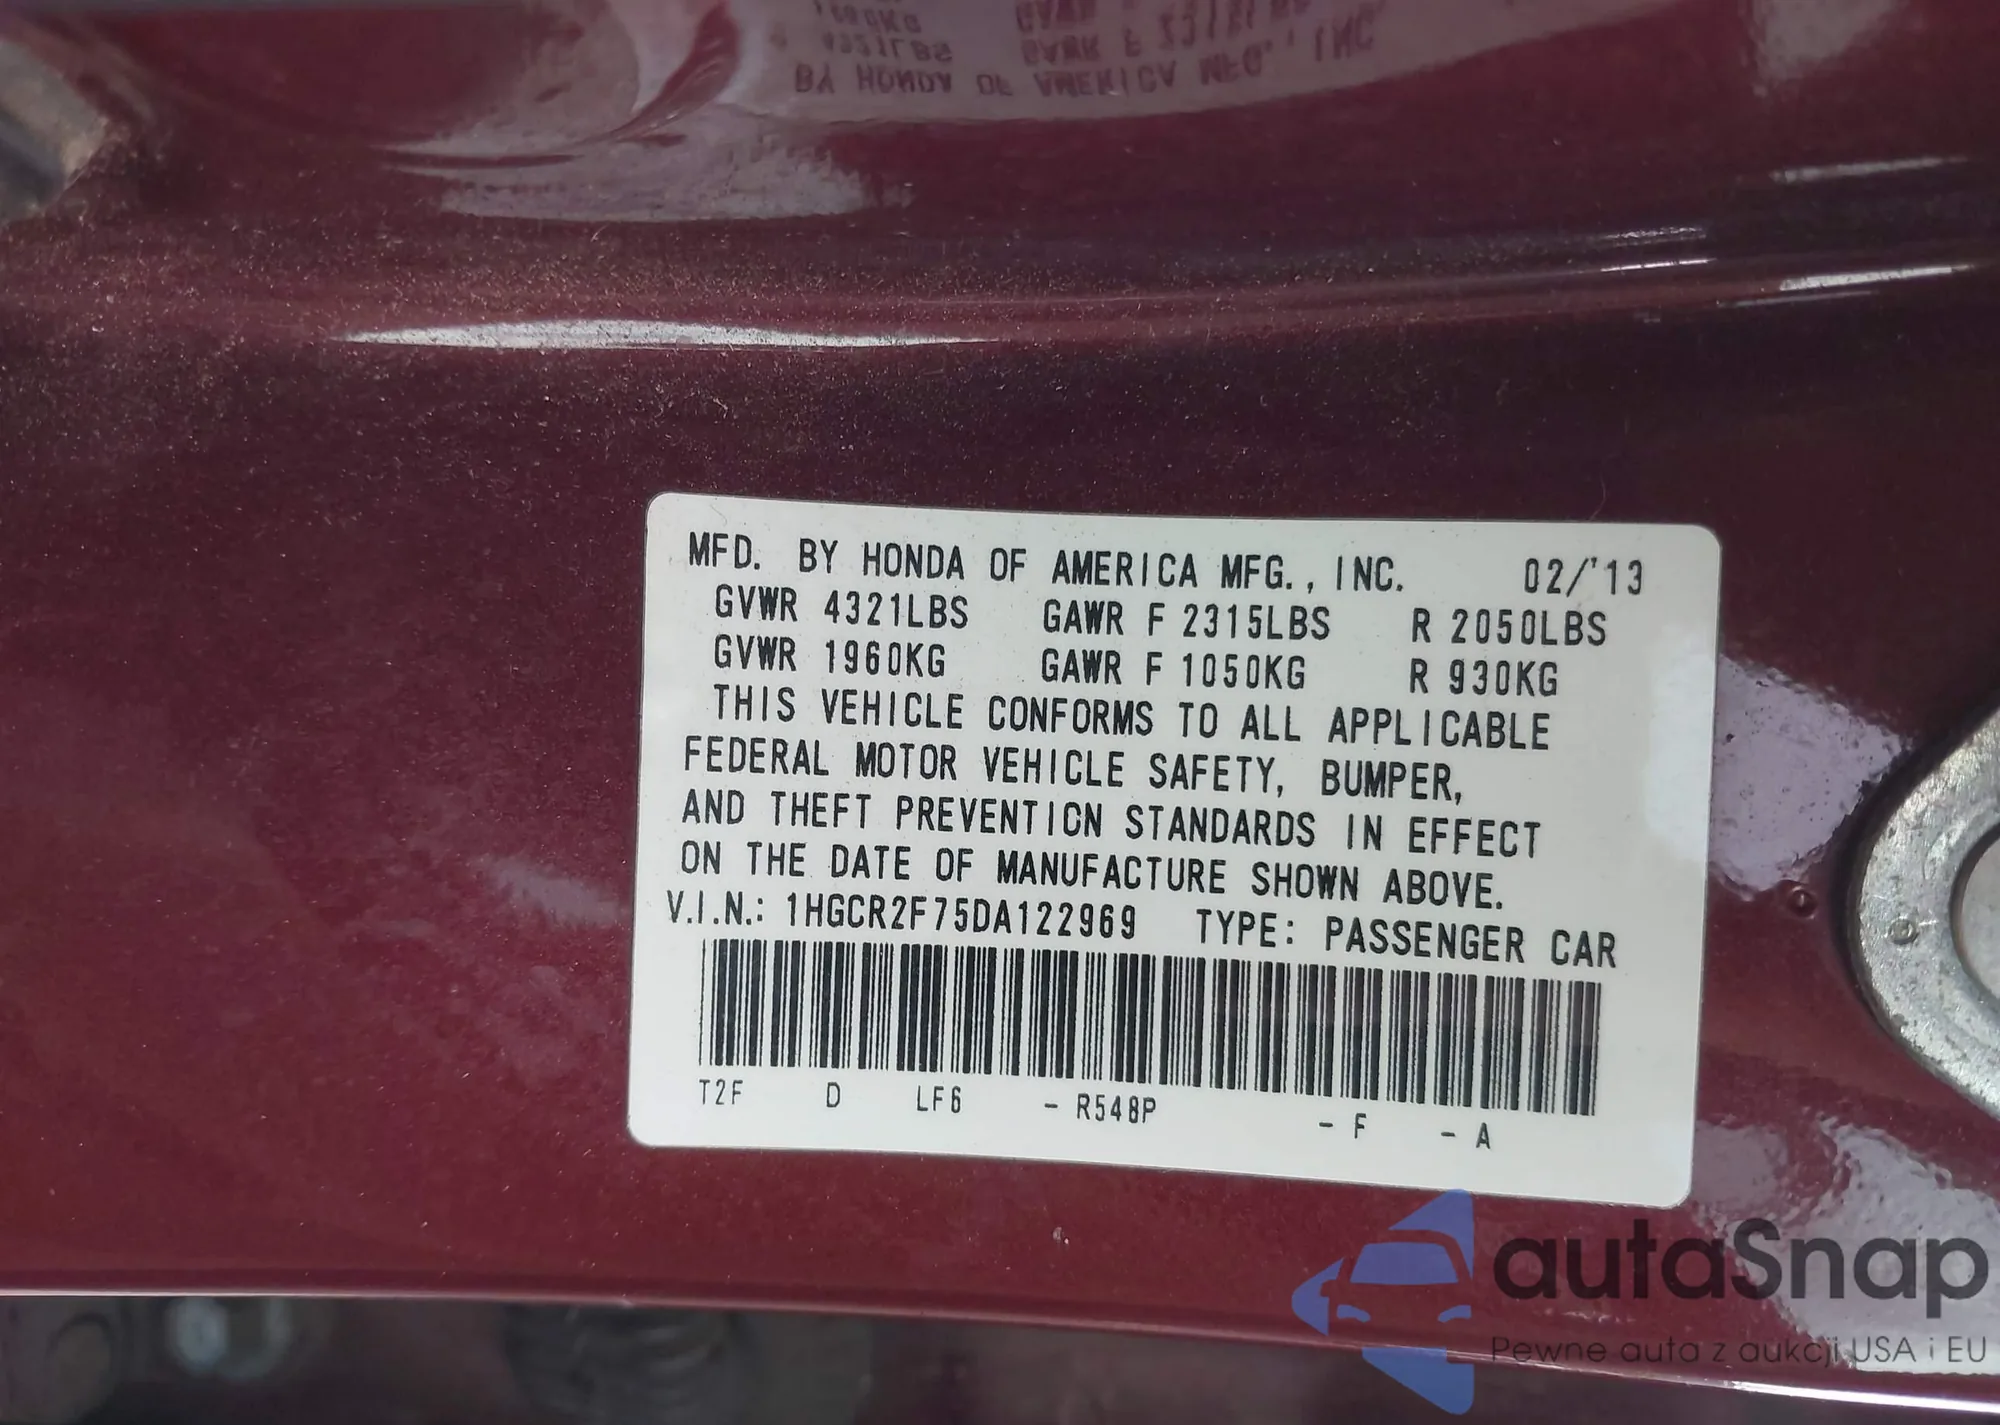 MFD. BY HONDA OF AMERICA MFG., INC. 02/'13
GVWR 4321LBS GAWR F 2315LBS R 2050LBS
GVWR 1960KG GAWR F 1050KG R 930KG
THIS VEHICLE CONFORMS TO ALL APPLICABLE
FEDERAL MOTOR VEHICLE SAFETY, BUMPER,
AND THEFT PREVENTION STANDARDS IN EFFECT
ON THE DATE OF MANUFACTURE SHOWN ABOVE.
V.I.N.: 1HGCR2F75DA122969 TYPE: PASSENGER CAR
T2F D LF6 - R548P - F - A
autaSnap
Pewne auta z aukcji USA i EU